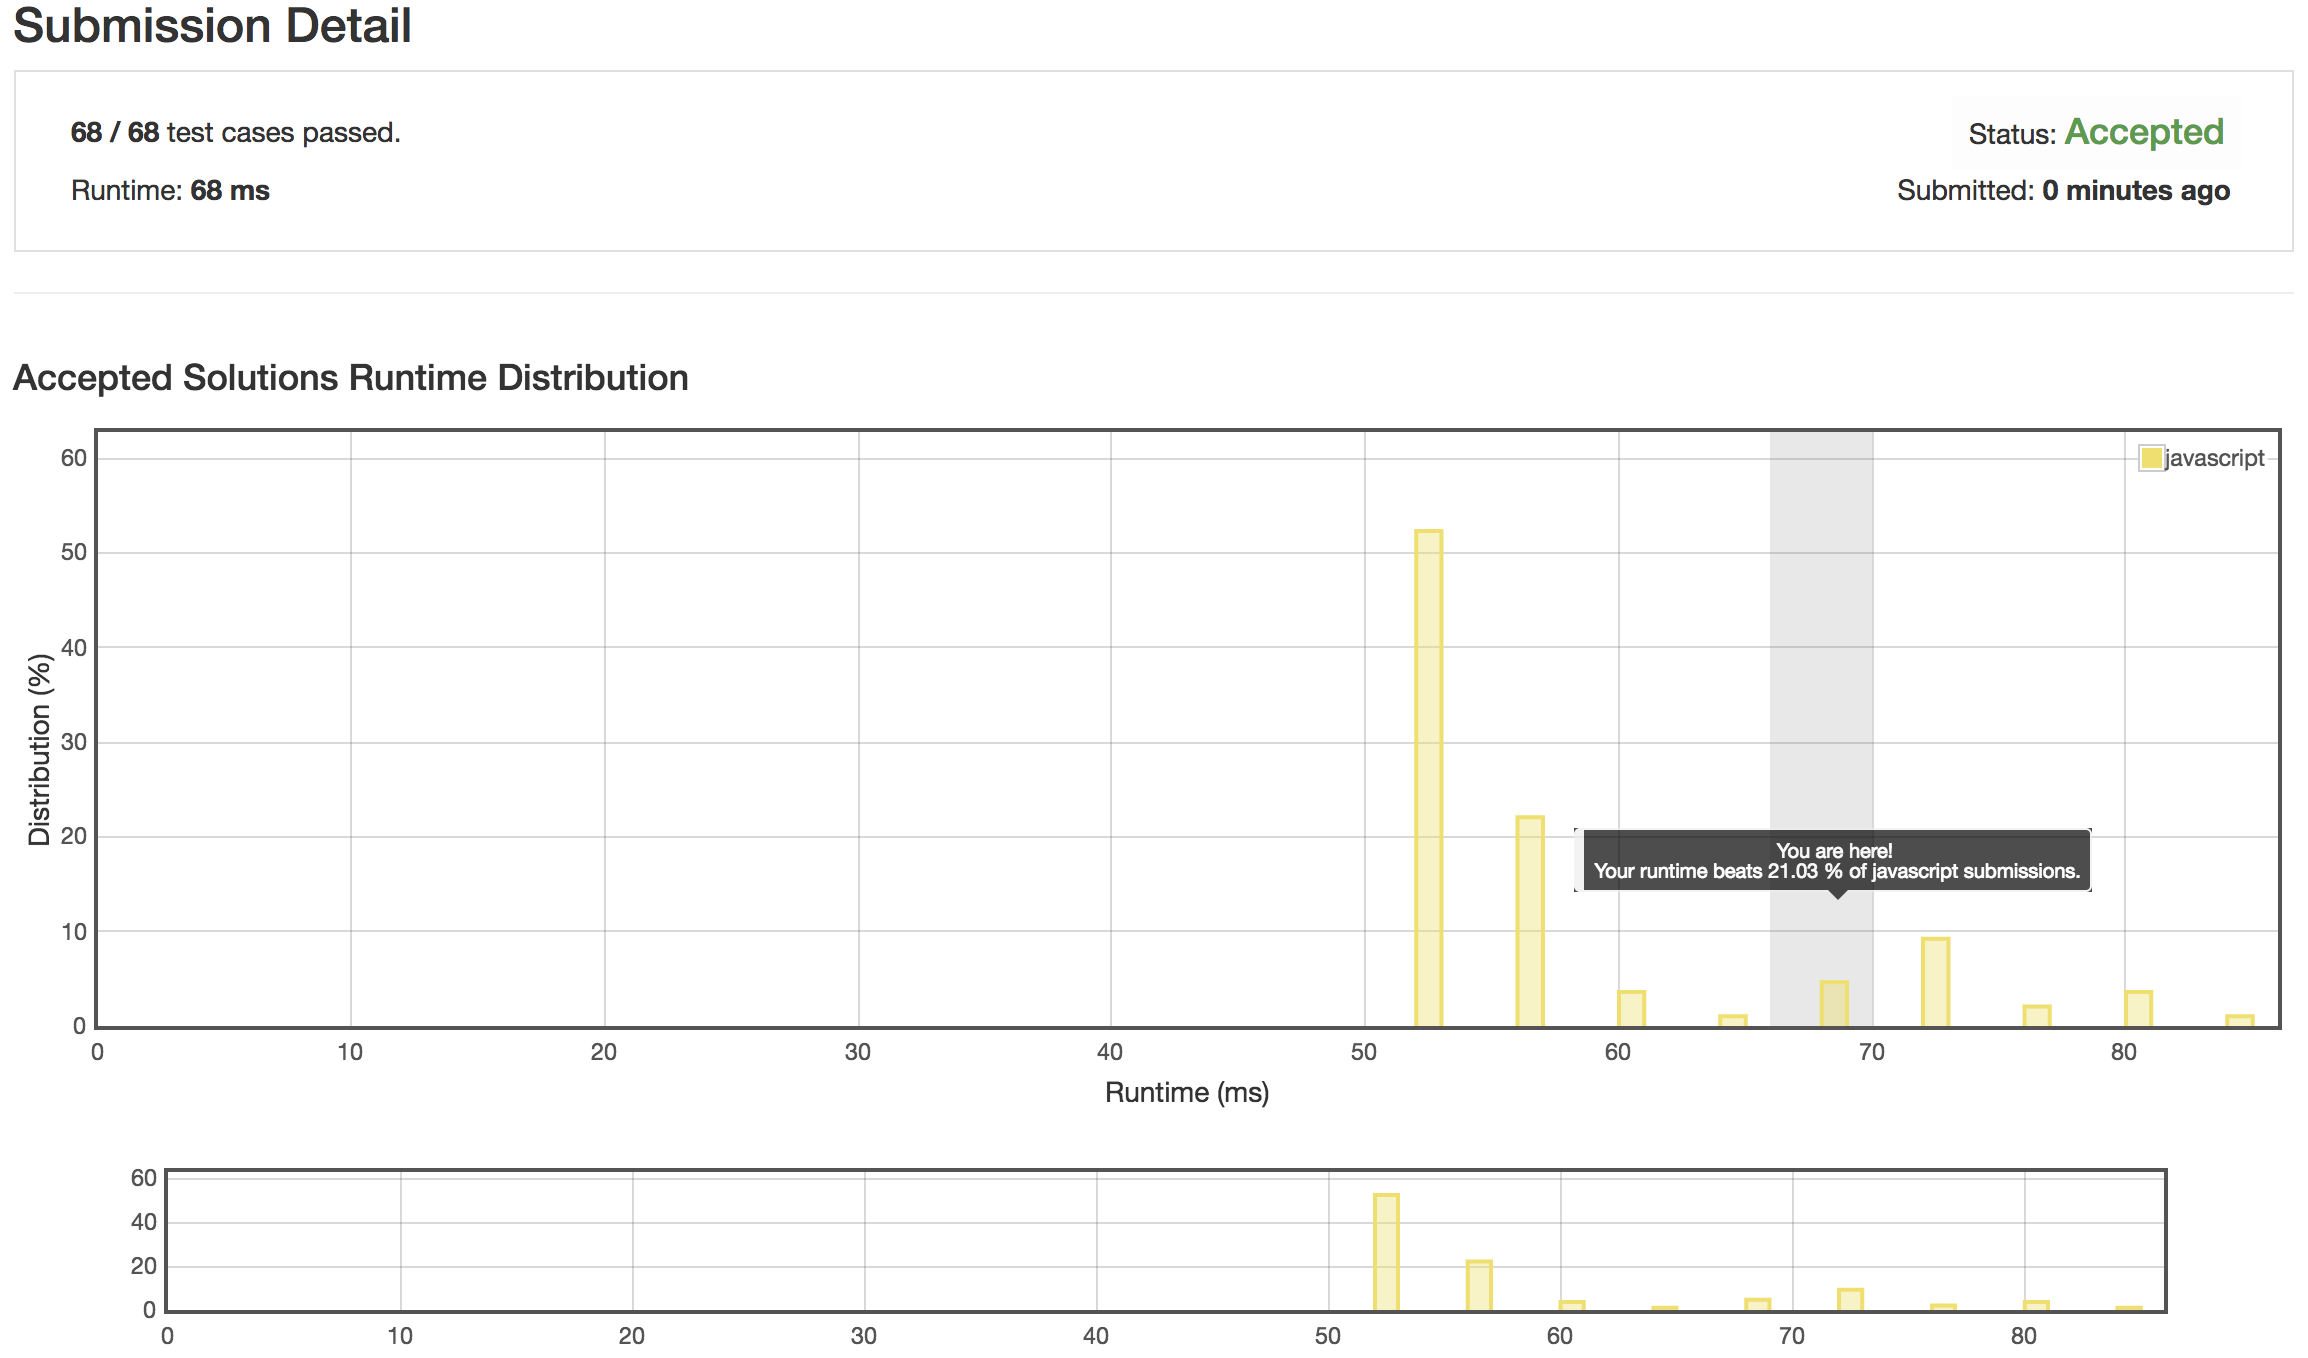 Submission Detail
68 / 68 test cases passed.
Status: Accepted
Runtime: 68 ms
Submitted: 0 minutes ago
Accepted Solutions Runtime Distribution
60
javascript
50
40
30
20
10
0
Distribution (%)
You are here!
Your runtime beats 21.03 % of javascript submissions.
0 10 20 30 40 50 60 70 80
Runtime (ms)
60
40
20
0
0 10 20 30 40 50 60 70 80